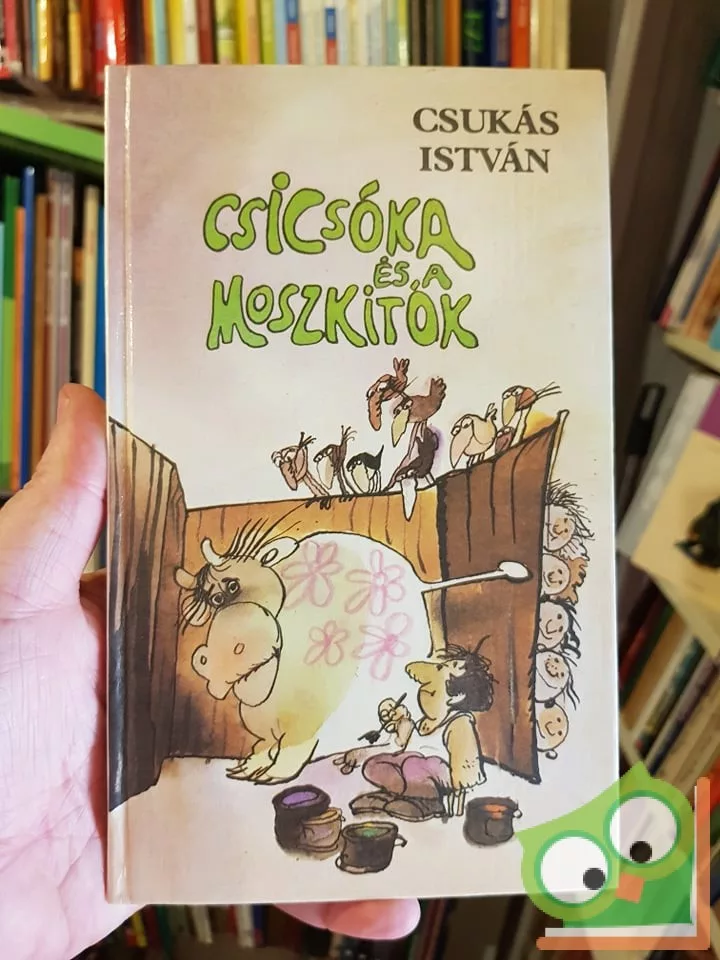 CSUKÁS
ISTVÁN
CSICSÓKA
ÉS A
MOSZKITÓK